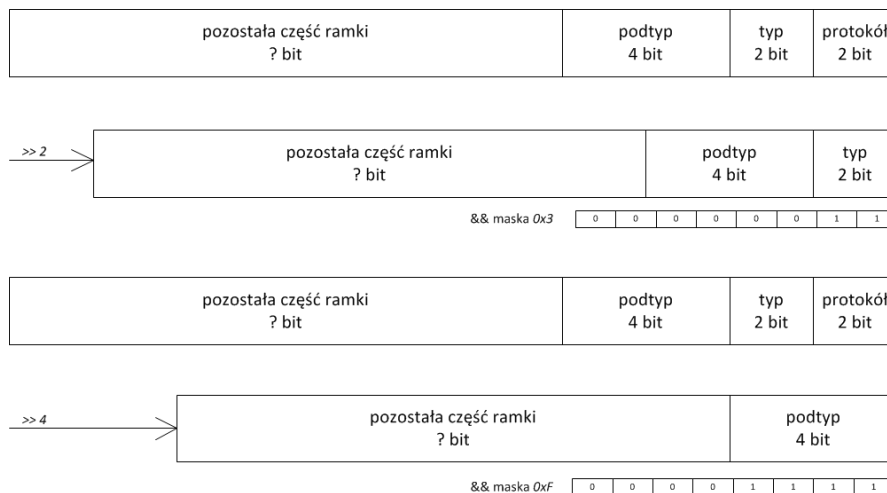 pozostała część ramki
? bit
podtyp
4 bit
typ
2 bit
protokół
2 bit
>> 2
pozostała część ramki
? bit
podtyp
4 bit
typ
2 bit
&& maska 0x3
0 0 0 0 0 0 1 1
pozostała część ramki
? bit
podtyp
4 bit
typ
2 bit
protokół
2 bit
>> 4
pozostała część ramki
? bit
podtyp
4 bit
&& maska 0xF
0 0 0 0 1 1 1 1